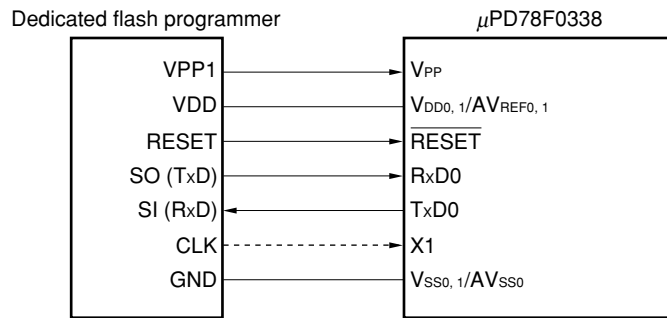 Dedicated flash programmer μPD78F0338
VPP1 VPP
VDD VDD0, 1/AVREF0, 1
RESET RESET
SO (TxD) RxD0
SI (RxD) TxD0
CLK X1
GND VSS0, 1/AVSS0